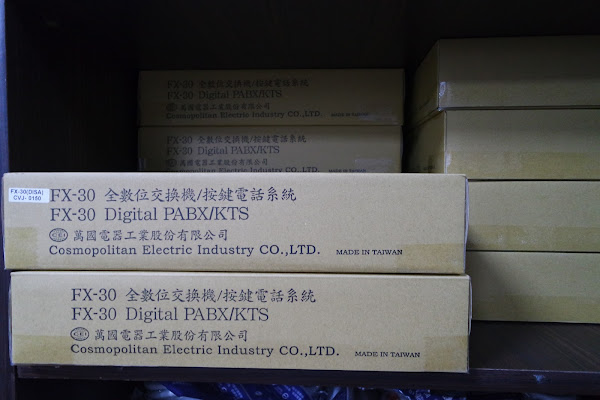 FX-30 全數位交換機/按鍵電話系統
FX-30 Digital PABX/KTS
萬國電器工業股份有限公司
Cosmopolitan Electric Industry CO.,LTD. MADE IN TAIWAN
FX-30 全數位交換機/按鍵電話系統
FX-30 Digital PABX/KTS
萬國電器工業股份有限公司
Cosmopolitan Electric Industry CO.,LTD. MADE IN TAIWAN
FX-30(DISA)
CVJ- 0160
FX-30 全數位交換機/按鍵電話系統
FX-30 Digital PABX/KTS
萬國電器工業股份有限公司
Cosmopolitan Electric Industry CO.,LTD. MADE IN TAIWAN
FX-30 全數位交換機/按鍵電話系統
FX-30 Digital PABX/KTS
萬國電器工業股份有限公司
Cosmopolitan Electric Industry CO.,LTD. MADE IN TAIWAN